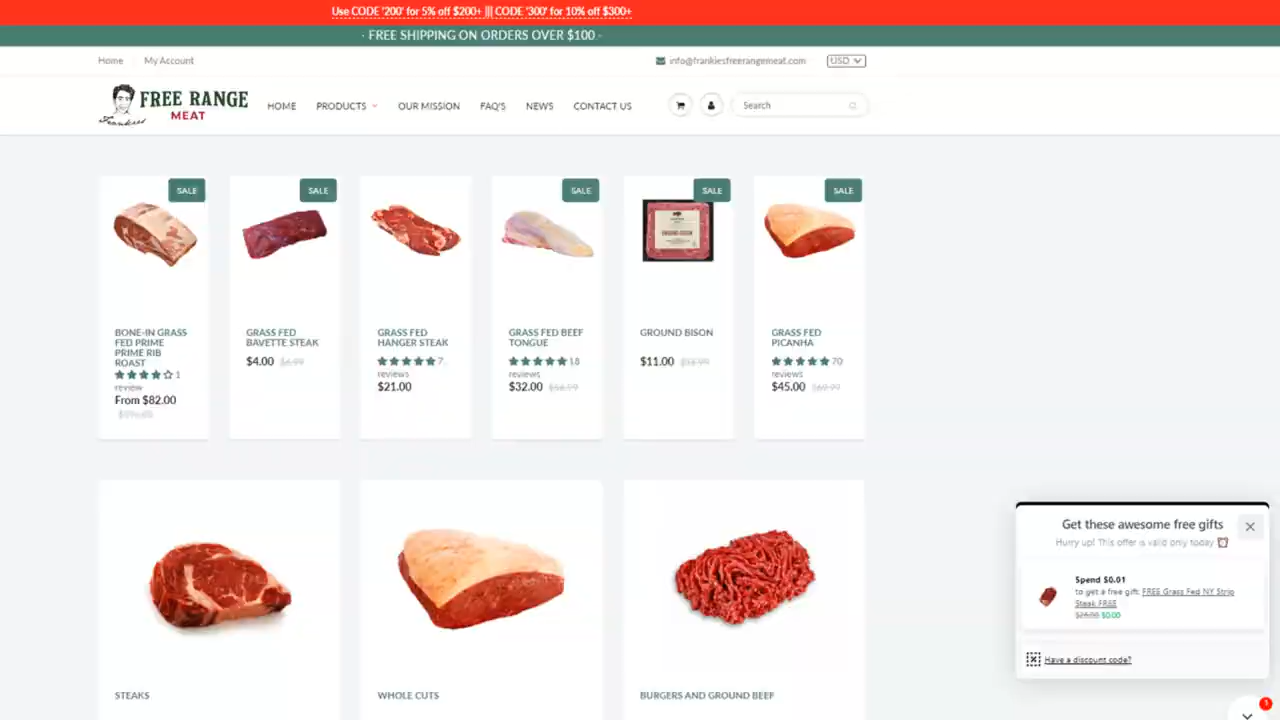 Use CODE '200' for 5% off $200+ ||| CODE '300' for 10% off $300+
· FREE SHIPPING ON ORDERS OVER $100 ·
Home
My Account
info@frankiesfreerangemeat.com
USD
FREE RANGE
MEAT
Frankies
HOME
PRODUCTS
OUR MISSION
FAQ'S
NEWS
CONTACT US
Search
SALE
SALE
SALE
SALE
SALE
BONE-IN GRASS
FED PRIME
PRIME RIB
ROAST
1
review
From $82.00
GRASS FED
BAVETTE STEAK
$4.00 $6.99
GRASS FED
HANGER STEAK
7
reviews
$21.00
GRASS FED BEEF
TONGUE
18
reviews
$32.00
GROUND BISON
$11.00
GRASS FED
PICANHA
70
reviews
$45.00 $69.99
STEAKS
WHOLE CUTS
BURGERS AND GROUND BEEF
Get these awesome free gifts
Hurry up! This offer is valid only today
Spend $0.01
to get a free gift: FREE Grass Fed NY Strip
Steak FREE
$0.00
Have a discount code?
1